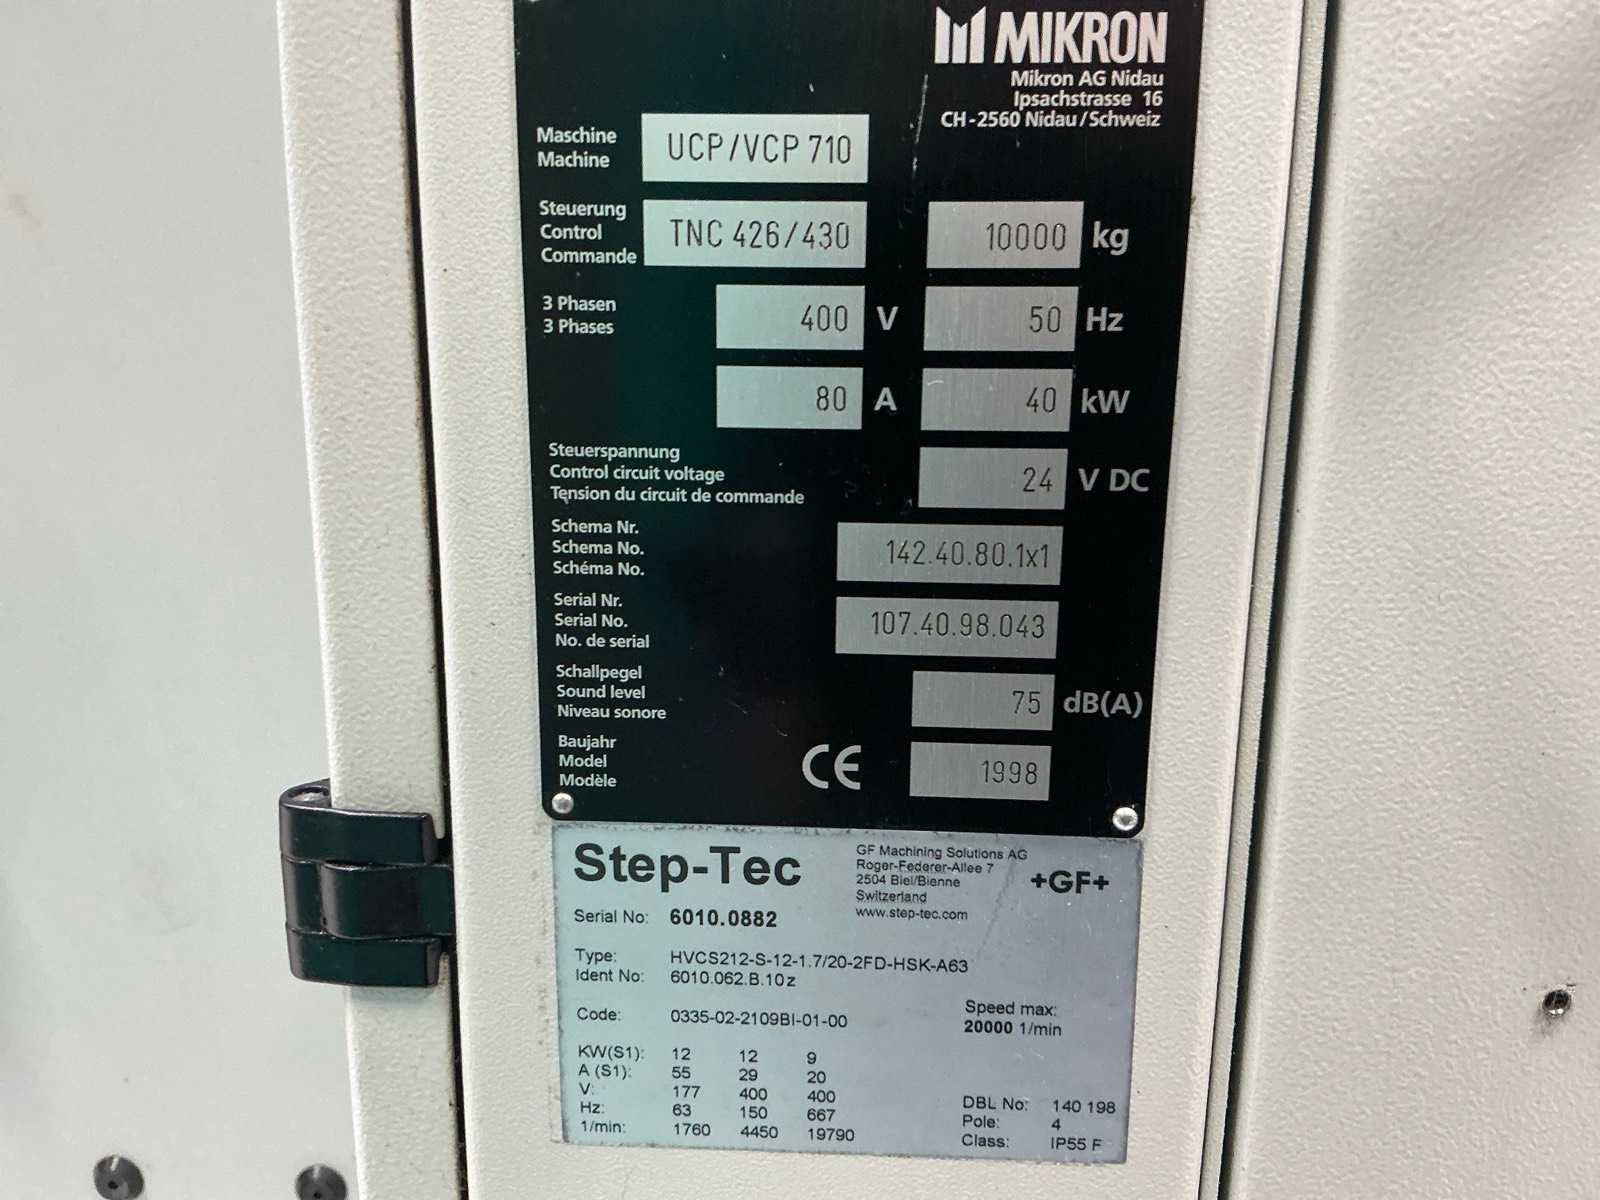 MIKRON
Mikron AG Nidau
Ipsachstrasse 16
CH-2560 Nidau/Schweiz
Maschine
Machine
UCP/VCP 710
Steuerung
Control
Commande
TNC 426/430
10000 kg
3 Phasen
3 Phases
400 V
50 Hz
80 A
40 kW
Steuerspannung
Control circuit voltage
Tension du circuit de commande
24 V DC
Schema Nr.
Schema No.
Schéma No.
142.40.80.1x1
Serial Nr.
Serial No.
No. de serial
107.40.98.043
Schallpegel
Sound level
Niveau sonore
75 dB(A)
Baujahr
Model
Modèle
CE
1998
Step-Tec
GF Machining Solutions AG
Roger-Federer-Allee 7
2504 Biel/Bienne
Switzerland
www.step-tec.com
+GF+
Serial No: 6010.0882
Type: HVCS212-S-12-1.7/20-2FD-HSK-A63
Ident No: 6010.062.B.10z
Code: 0335-02-2109BI-01-00
Speed max:
20000 1/min
KW(S1): 12 12 9
A (S1): 55 29 20
V: 177 400 400
Hz: 63 150 667
1/min: 1760 4450 19790
DBL No: 140 198
Pole: 4
Class: IP55 F